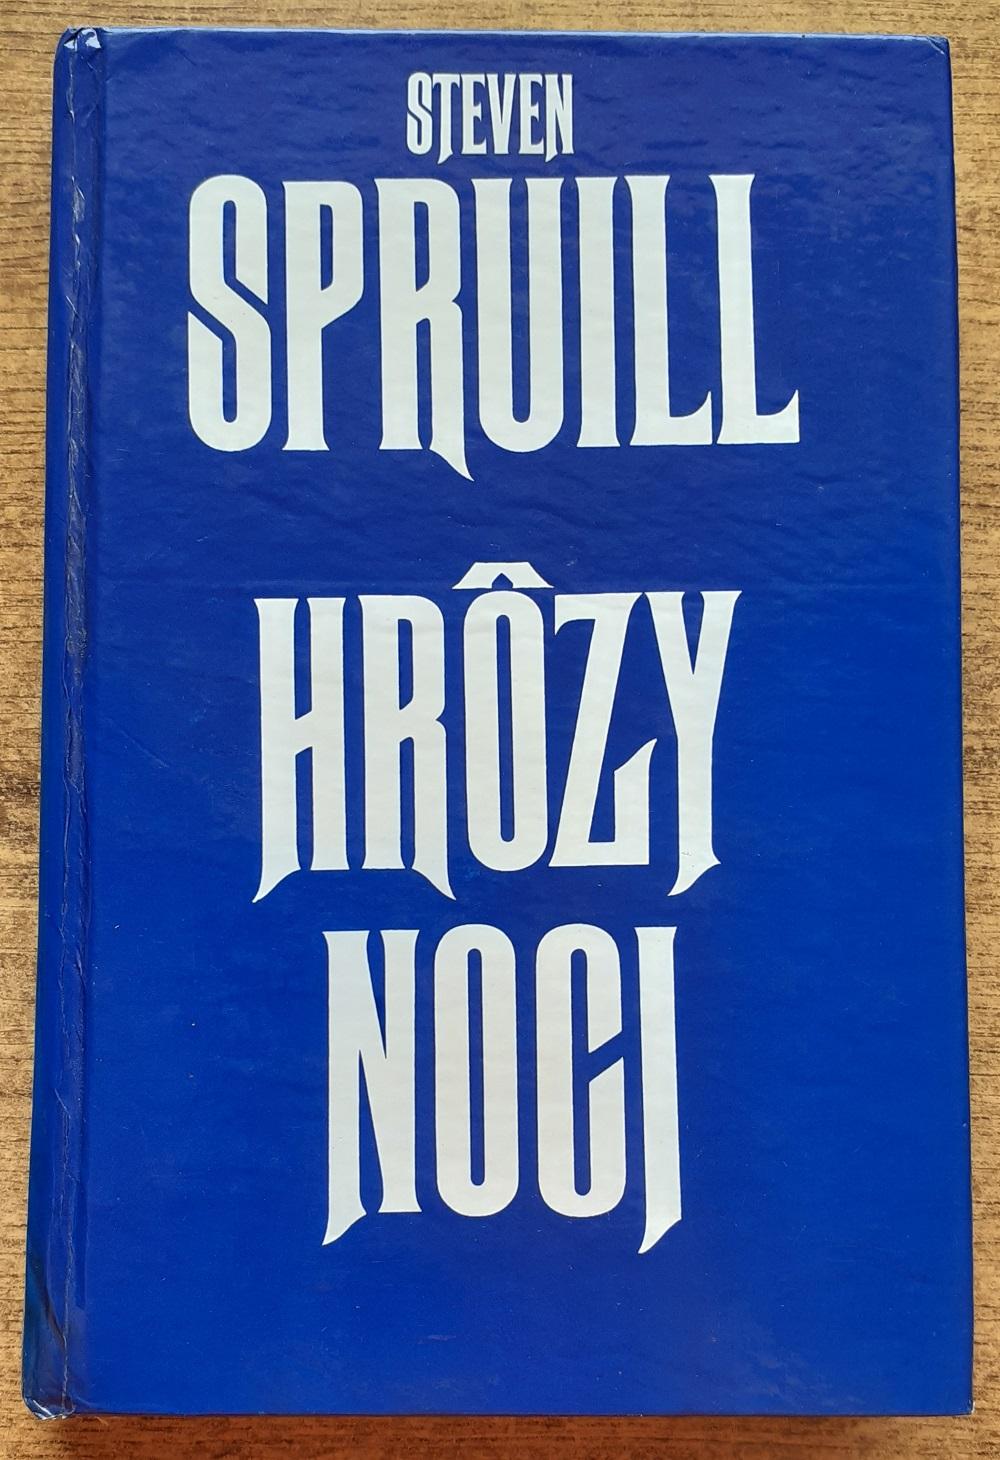 STEVEN
SPRUILL
HRÔZY
NOCI